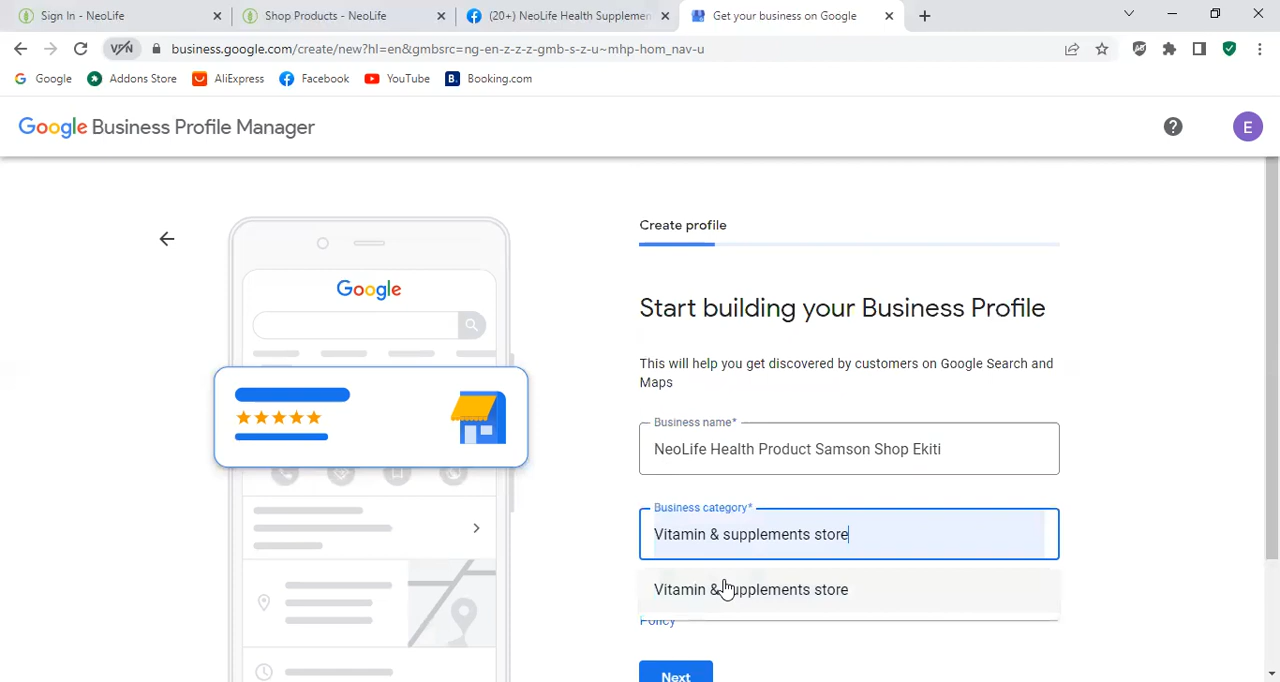 Sign In - NeoLife
Shop Products - NeoLife
(20+) NeoLife Health Supplemen
Get your business on Google
VPN
business.google.com/create/new?hl=en&gmbsrc=ng-en-z-z-z-gmb-s-z-u~mhp-hom_nav-u
Google
Addons Store
AliExpress
Facebook
YouTube
B.
Booking.com
Google Business Profile Manager
E
Create profile
Google
Start building your Business Profile
This will help you get discovered by customers on Google Search and
Maps
Business name*
NeoLife Health Product Samson Shop Ekiti
Business category*
Vitamin & supplements store
Vitamin & supplements store
Policy
Next